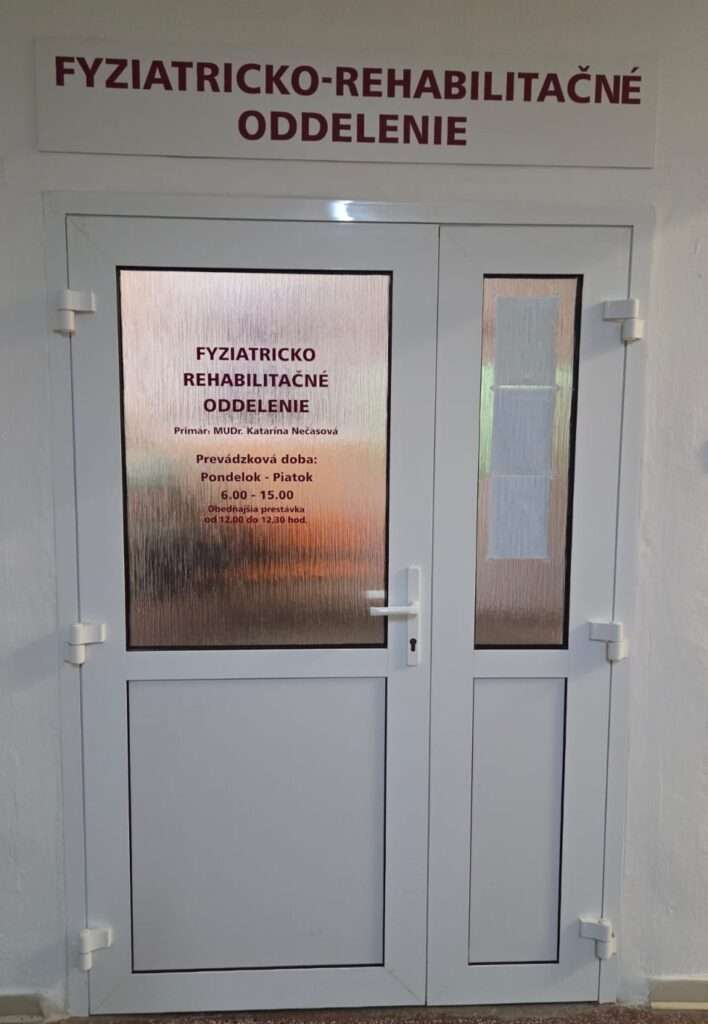 FYZIATRICKO-REHABILITAČNÉ
ODDELENIE
FYZIATRICKO
REHABILITAČNÉ
ODDELENIE
Primár: MUDr. Katarína Nečasová
Prevádzková doba:
Pondelok - Piatok
6.00 - 15.00
Obedňajšia prestávka
od 12,00 do 12,30 hod.